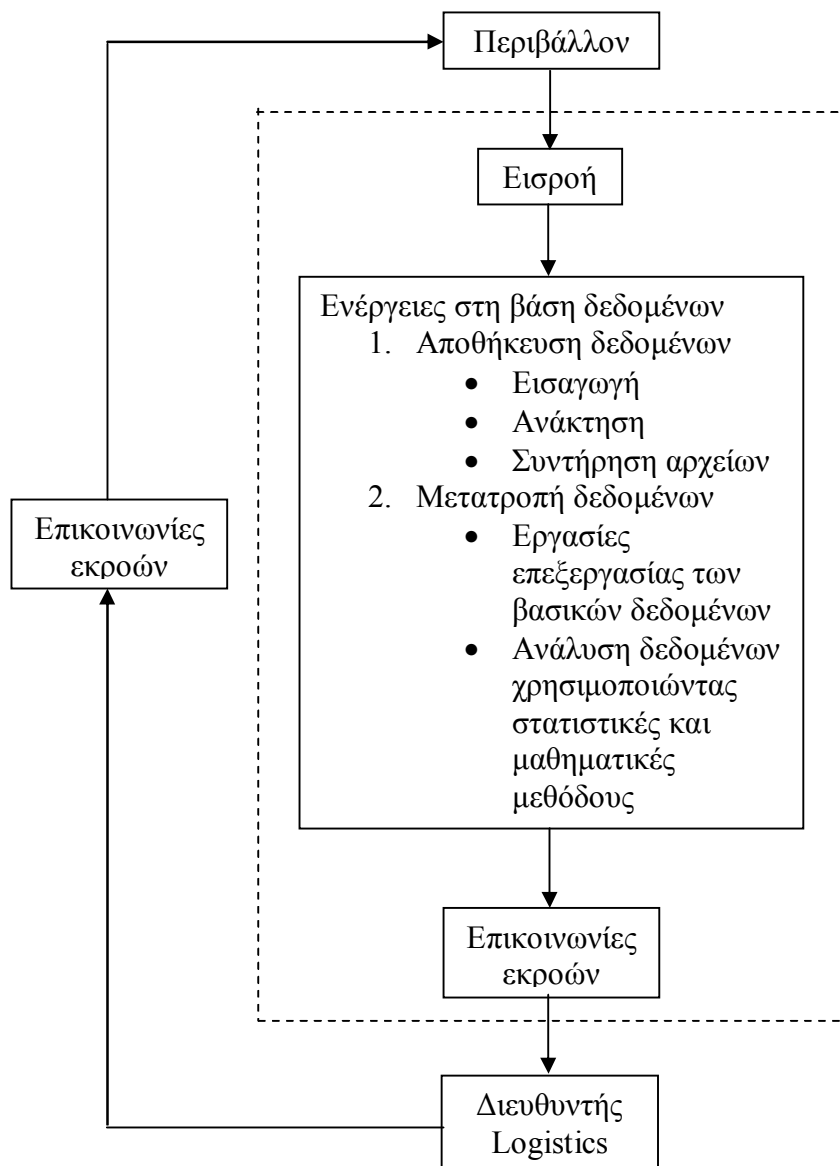 Περιβάλλον
Εισροή
Ενέργειες στη βάση δεδομένων
1. Αποθήκευση δεδομένων
• Εισαγωγή
• Ανάκτηση
• Συντήρηση αρχείων
2. Μετατροπή δεδομένων
• Εργασίες
επεξεργασίας των
βασικών δεδομένων
• Ανάλυση δεδομένων
χρησιμοποιώντας
στατιστικές και
μαθηματικές
μεθόδους
Επικοινωνίες
εκροών
Διευθυντής
Logistics
Επικοινωνίες
εκροών